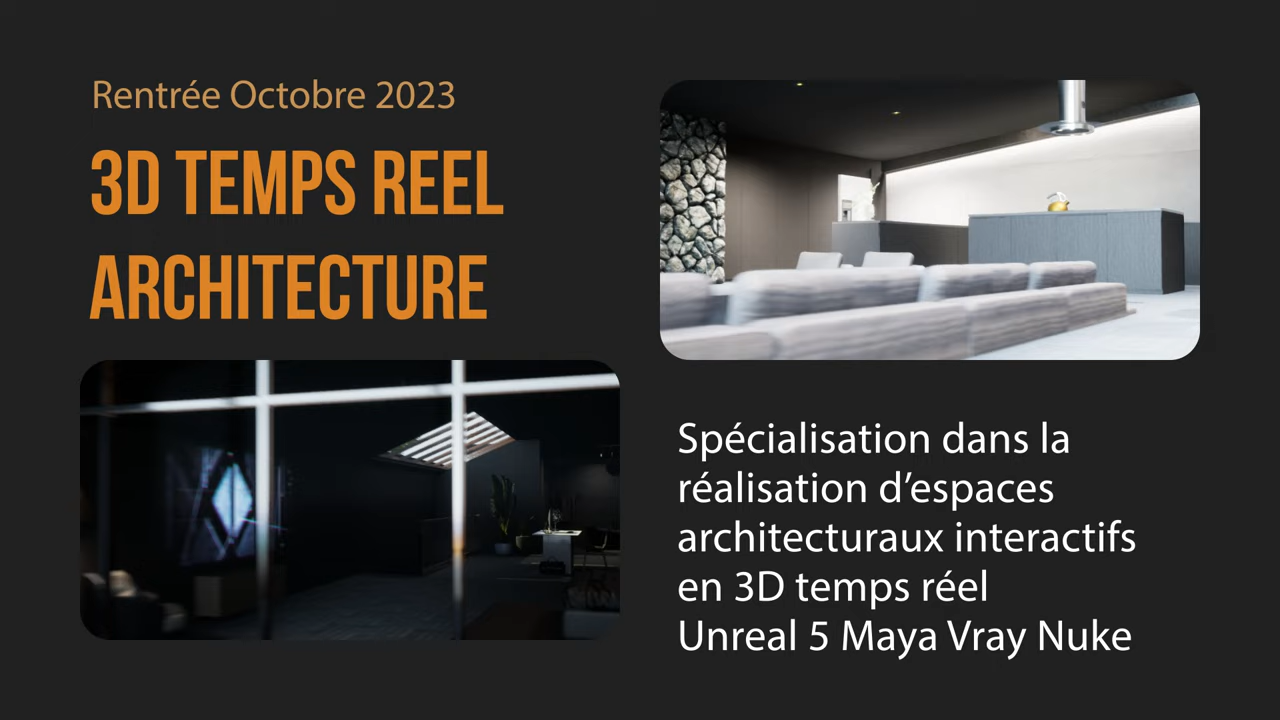 Rentrée Octobre 2023
3D TEMPS REEL
ARCHITECTURE
Spécialisation dans la
réalisation d’espaces
architecturaux interactifs
en 3D temps réel
Unreal 5 Maya Vray Nuke